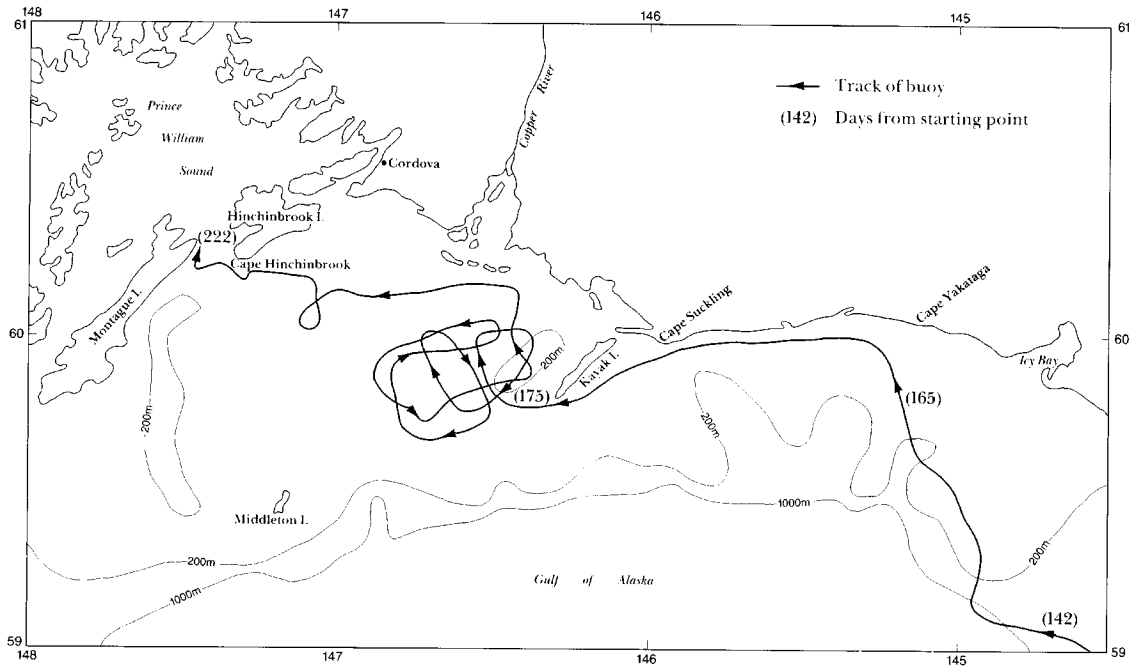 148
147
146
145
61
61
Track of buoy
(142) Days from starting point
Prince
William
Sound
Copper River
Cordova
Hinchinbrook I.
(222)
Cape Hinchinbrook
Montague I.
60
60
Cape Suckling
Cape Yakataga
Icy Bay
Kayak I.
200m
(175)
(165)
200m
200m
Middleton I.
1000m
200m
200m
1000m
Gulf of Alaska
(142)
59
59
148
147
146
145